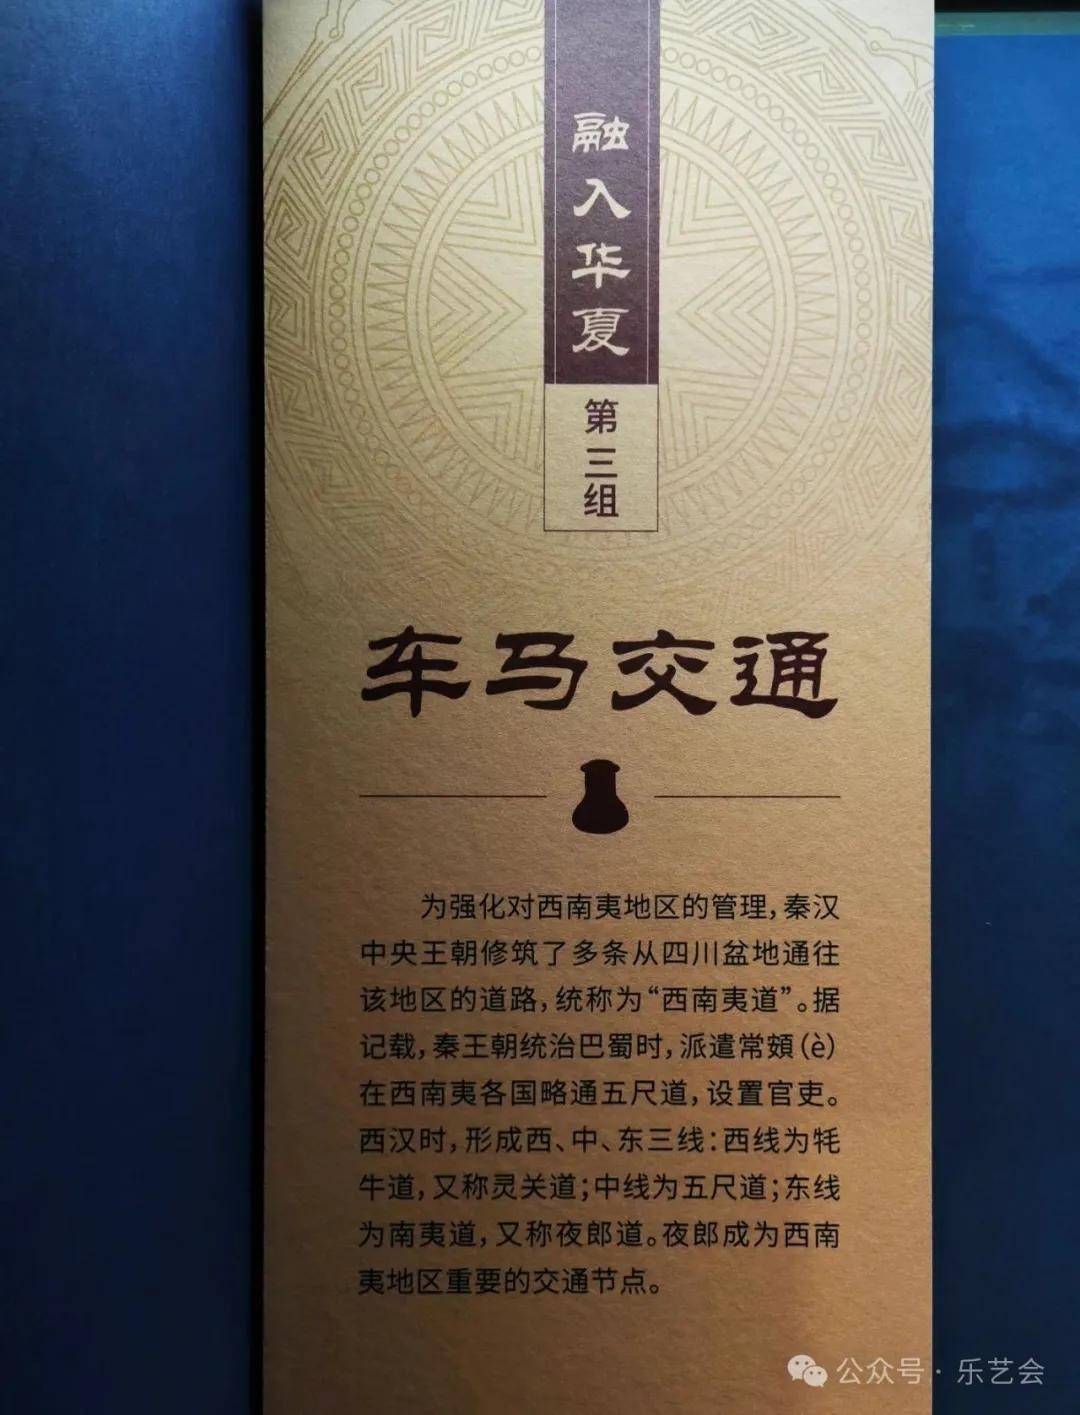 融入华夏
第三组
车马交通
为强化对西南夷地区的管理，秦汉
中央王朝修筑了多条从四川盆地通往
该地区的道路，统称为“西南夷道”。据
记载，秦王朝统治巴蜀时，派遣常頞（è）
在西南夷各国略通五尺道，设置官吏。
西汉时，形成西、中、东三线：西线为牦
牛道，又称灵关道；中线为五尺道；东线
为南夷道，又称夜郎道。夜郎成为西南
夷地区重要的交通节点。
公众号·乐艺会